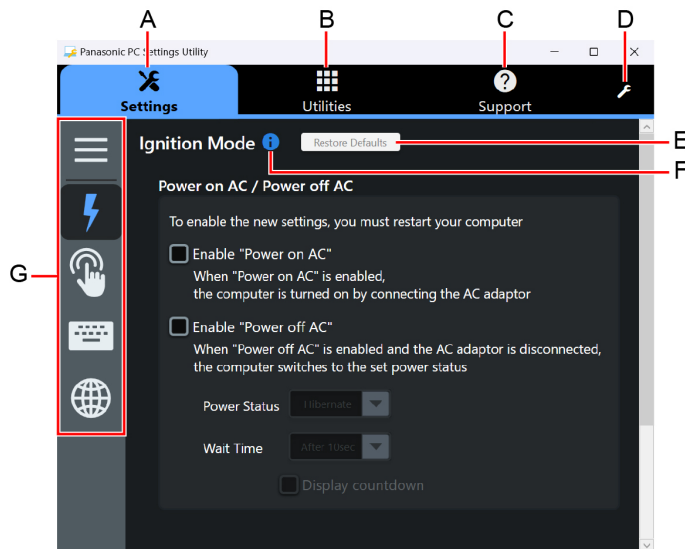 A B C D
Panasonic PC Settings Utility
Settings Utilities Support
Ignition Mode Restore Defaults E
F
Power on AC / Power off AC
To enable the new settings, you must restart your computer
Enable "Power on AC"
G
When "Power on AC" is enabled,
the computer is turned on by connecting the AC adaptor
Enable "Power off AC"
When "Power off AC" is enabled and the AC adaptor is disconnected,
the computer switches to the set power status
Power Status Hibernate
Wait Time After 10sec
Display countdown